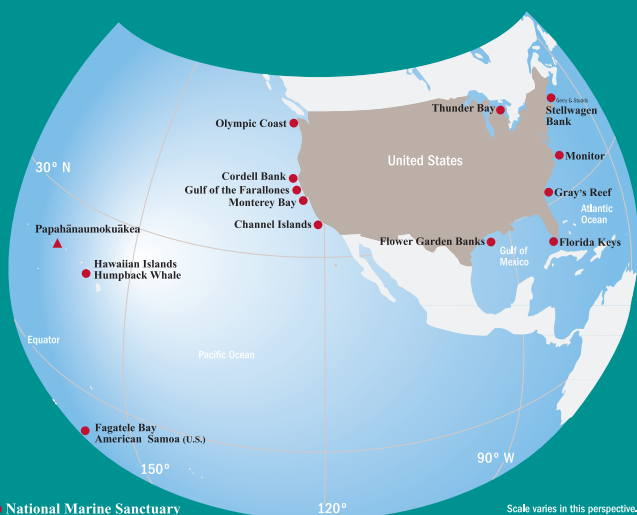 Thunder Bay
Gerry E. Studds
Stellwagen
Bank
Olympic Coast
United States
Monitor
30° N
Cordell Bank
Gulf of the Farallones
Monterey Bay
Gray's Reef
Atlantic
Ocean
Papahānaumokuākea
Channel Islands
Flower Garden Banks
Gulf of
Mexico
Florida Keys
Hawaiian Islands
Humpback Whale
Equator
Pacific Ocean
Fagatele Bay
American Samoa (U.S.)
150°
90° W
120°
National Marine Sanctuary
Scale varies in this perspective.